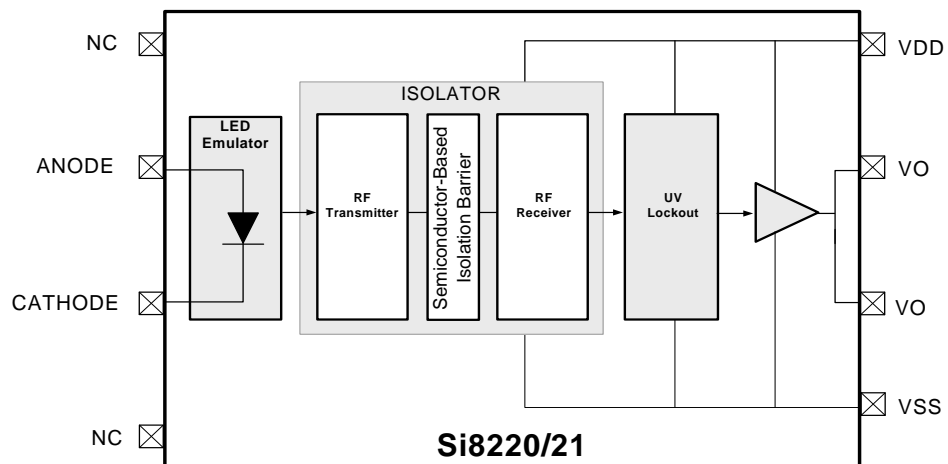 NC
VDD
ISOLATOR
LED
Emulator
ANODE
VO
RF
Transmitter
Semiconductor-Based
Isolation Barrier
RF
Receiver
UV
Lockout
CATHODE
VO
VSS
NC
Si8220/21